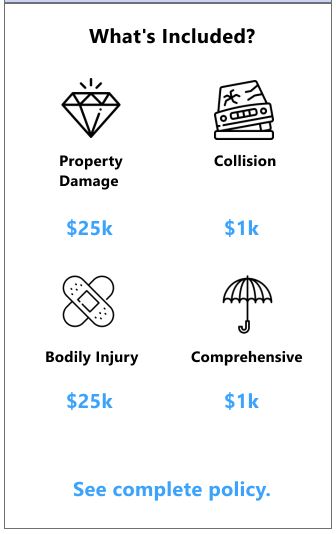 What's Included?
Property
Damage
Collision
$25k
$1k
Bodily Injury
Comprehensive
$25k
$1k
See complete policy.